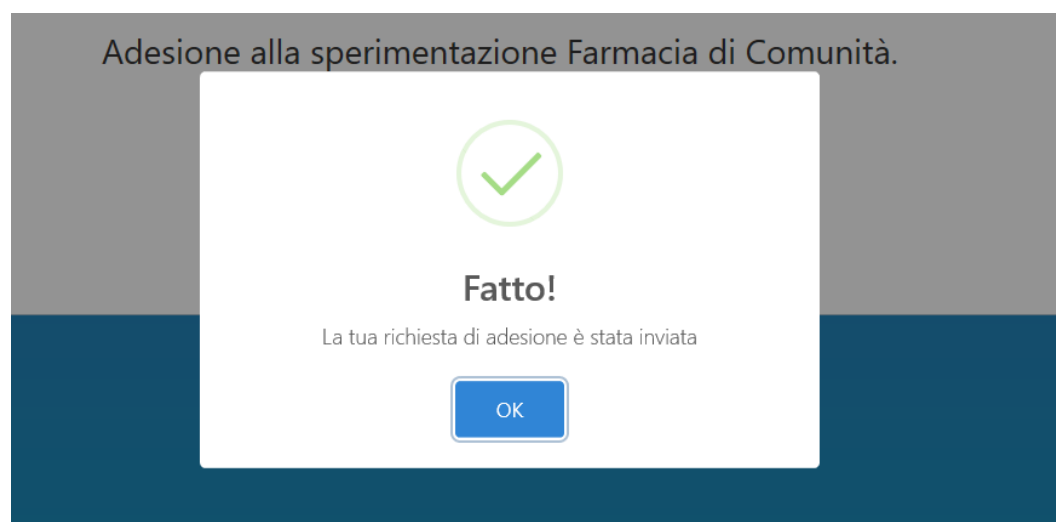 Adesione alla sperimentazione Farmacia di Comunità.
Fatto!
La tua richiesta di adesione è stata inviata
OK